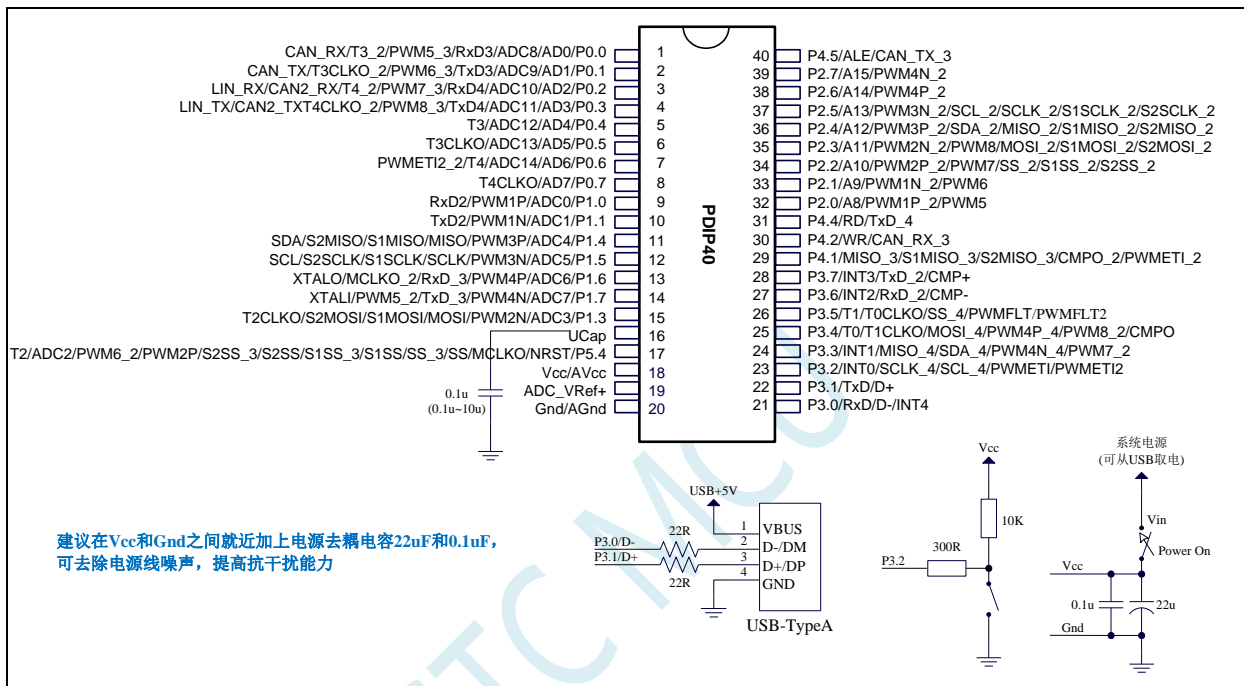 CAN_RX/T3_2/PWM5_3/RxD3/ADC8/AD0/P0.0 1
CAN_TX/T3CLKO_2/PWM6_3/TxD3/ADC9/AD1/P0.1 2
LIN_RX/CAN2_RX/T4_2/PWM7_3/RxD4/ADC10/AD2/P0.2 3
LIN_TX/CAN2_TXT4CLKO_2/PWM8_3/TxD4/ADC11/AD3/P0.3 4
T3/ADC12/AD4/P0.4 5
T3CLKO/ADC13/AD5/P0.5 6
PWMETI2_2/T4/ADC14/AD6/P0.6 7
T4CLKO/AD7/P0.7 8
RxD2/PWM1P/ADC0/P1.0 9
TxD2/PWM1N/ADC1/P1.1 10
SDA/S2MISO/S1MISO/MISO/PWM3P/ADC4/P1.4 11
SCL/S2SCLK/S1SCLK/SCLK/PWM3N/ADC5/P1.5 12
XTALO/MCLKO_2/RxD_3/PWM4P/ADC6/P1.6 13
XTALI/PWM5_2/TxD_3/PWM4N/ADC7/P1.7 14
T2CLKO/S2MOSI/S1MOSI/MOSI/PWM2N/ADC3/P1.3 15
UCap 16
T2/ADC2/PWM6_2/PWM2P/S2SS_3/S2SS/S1SS_3/S1SS/SS_3/SS/MCLKO/NRST/P5.4 17
Vcc/AVcc 18
ADC_VRef+ 19
Gnd/AGnd 20
0.1u
(0.1u~10u)
PDIP40
40 P4.5/ALE/CAN_TX_3
39 P2.7/A15/PWM4N_2
38 P2.6/A14/PWM4P_2
37 P2.5/A13/PWM3N_2/SCL_2/SCLK_2/S1SCLK_2/S2SCLK_2
36 P2.4/A12/PWM3P_2/SDA_2/MISO_2/S1MISO_2/S2MISO_2
35 P2.3/A11/PWM2N_2/PWM8/MOSI_2/S1MOSI_2/S2MOSI_2
34 P2.2/A10/PWM2P_2/PWM7/SS_2/S1SS_2/S2SS_2
33 P2.1/A9/PWM1N_2/PWM6
32 P2.0/A8/PWM1P_2/PWM5
31 P4.4/RD/TxD_4
30 P4.2/WR/CAN_RX_3
29 P4.1/MISO_3/S1MISO_3/S2MISO_3/CMPO_2/PWMETI_2
28 P3.7/INT3/TxD_2/CMP+
27 P3.6/INT2/RxD_2/CMP-
26 P3.5/T1/T0CLKO/SS_4/PWMFLT/PWMFLT2
25 P3.4/T0/T1CLKO/MOSI_4/PWM4P_4/PWM8_2/CMPO
24 P3.3/INT1/MISO_4/SDA_4/PWM4N_4/PWM7_2
23 P3.2/INT0/SCLK_4/SCL_4/PWMETI/PWMETI2
22 P3.1/TxD/D+
21 P3.0/RxD/D-/INT4
建议在Vcc和Gnd之间就近加上电源去耦电容22uF和0.1uF，
可去除电源线噪声，提高抗干扰能力
USB+5V
P3.0/D-
P3.1/D+
22R
22R
1 VBUS
2 D-/DM
3 D+/DP
4 GND
USB-TypeA
Vcc
10K
300R
P3.2
系统电源
(可从USB取电)
Vin
Power On
Vcc
0.1u
22u
Gnd
STC MCU